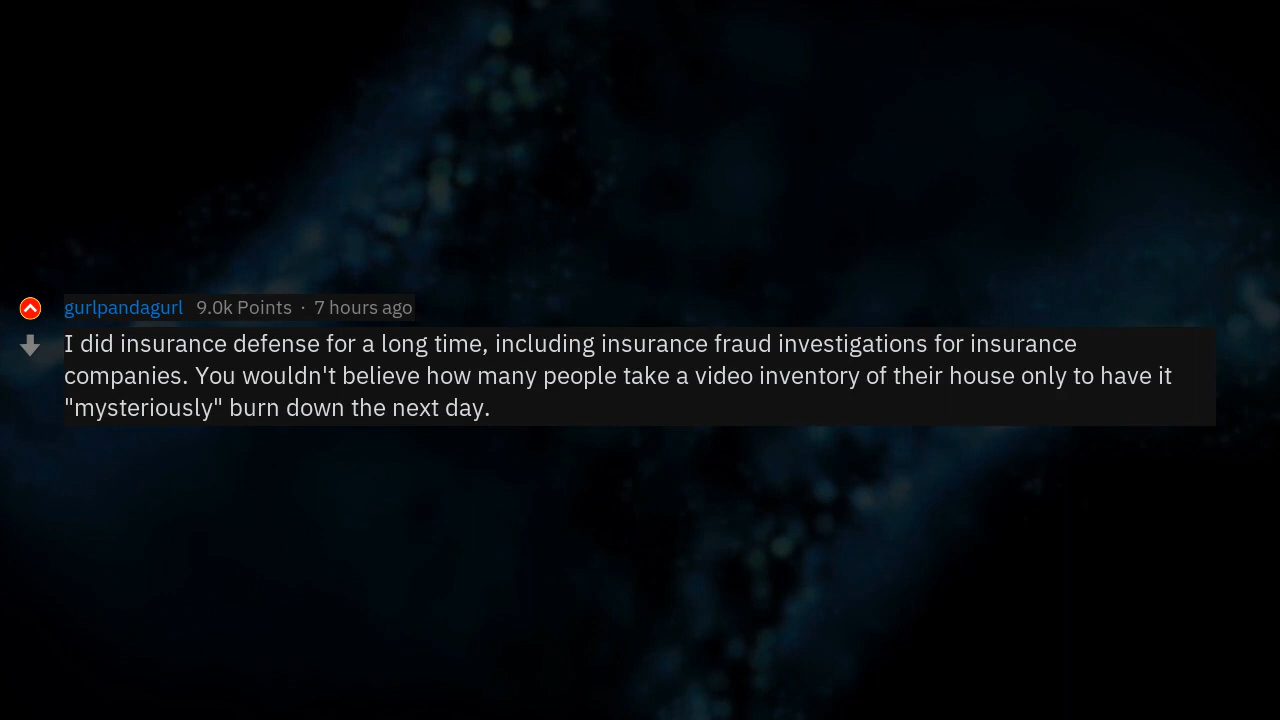 gurlpandagurl 9.0k Points · 7 hours ago
I did insurance defense for a long time, including insurance fraud investigations for insurance
companies. You wouldn't believe how many people take a video inventory of their house only to have it
"mysteriously" burn down the next day.